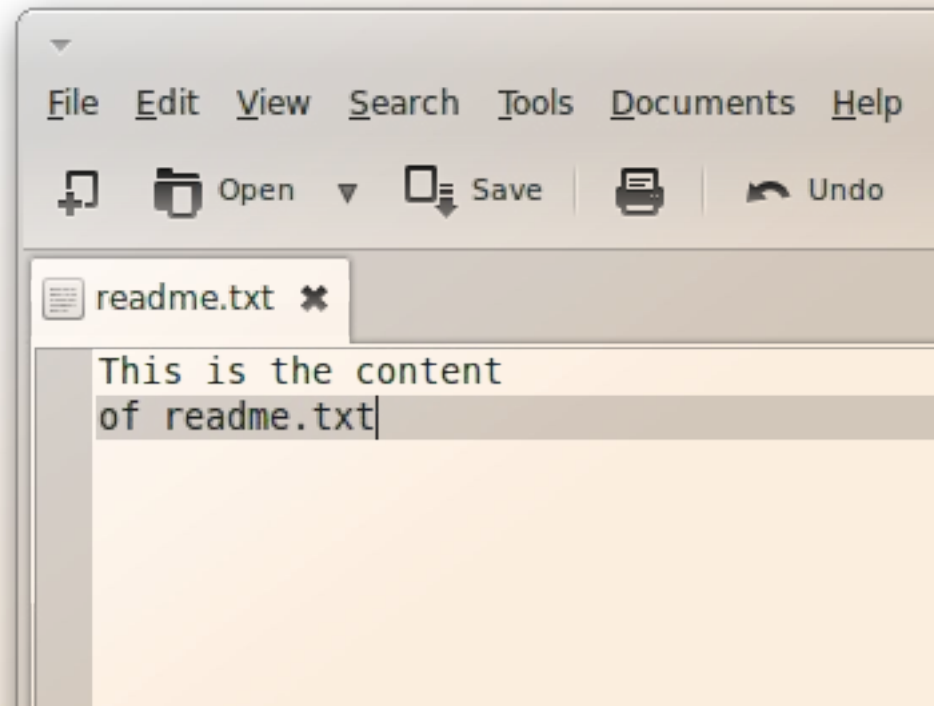 File Edit View Search Tools Documents Help
Open Save Undo
readme.txt
This is the content
of readme.txt